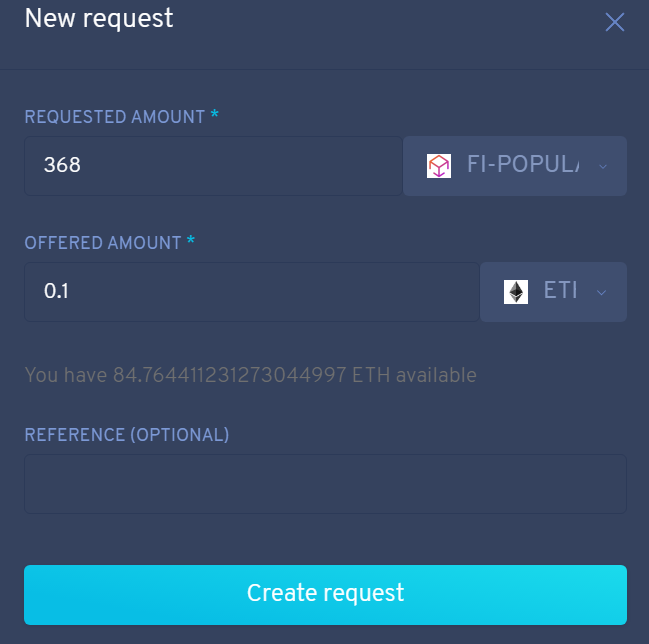 New request
REQUESTED AMOUNT *
368
FI-POPUL
OFFERED AMOUNT *
0.1
ETI
You have 84.764411231273044997 ETH available
REFERENCE (OPTIONAL)
Create request